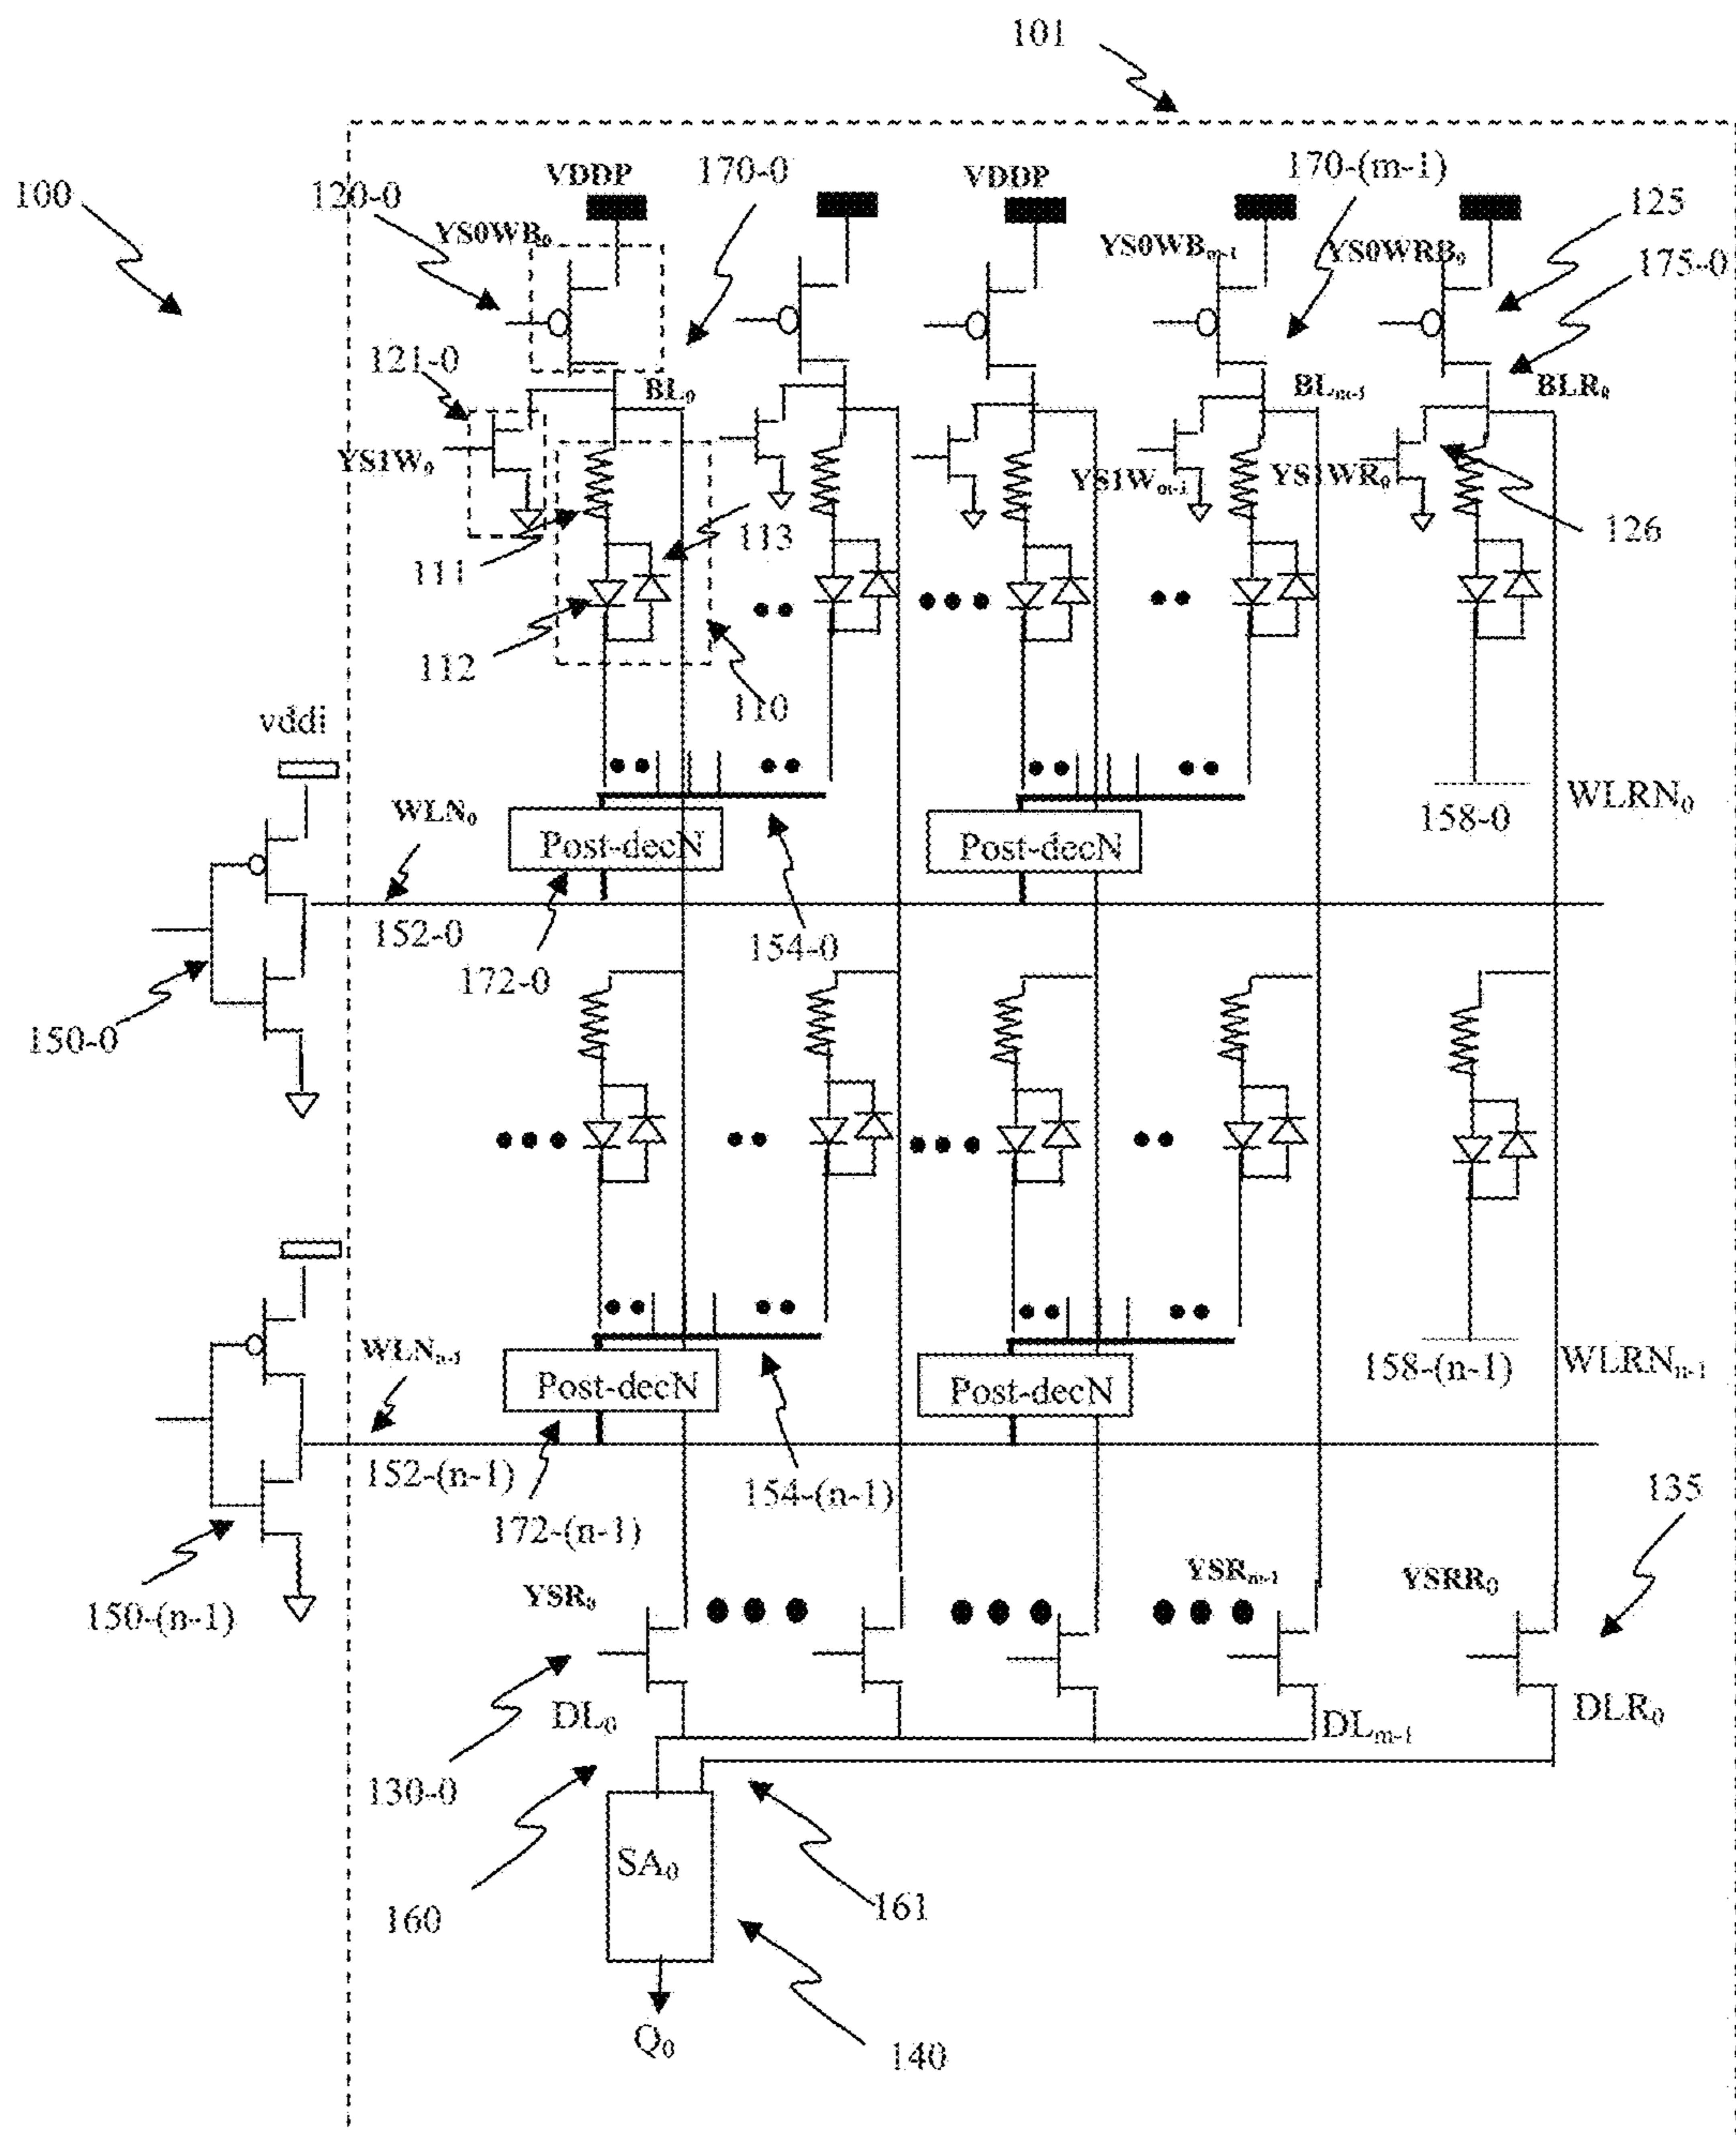 101
100
120-0
VDDP
170-0
VDDP
170-(m-1)
125
YS0WB₀
YS0WBₘ₋₁
YS0WRB₀
175-0
121-0
BL₀
BLₘ₋₁
BLR₀
YS1W₀
YS1Wₘ₋₁
YS1WR₀
111
113
126
112
110
vddi
WLN₀
Post-decN
Post-decN
158-0
WLRN₀
152-0
172-0
154-0
150-0
WLNₙ₋₁
Post-decN
Post-decN
158-(n-1)
WLRNₙ₋₁
152-(n-1)
154-(n-1)
135
172-(n-1)
150-(n-1)
YSR₀
YSRₘ₋₁
YSRR₀
DL₀
DLₘ₋₁
DLR₀
130-0
SA₀
160
161
Q₀
140